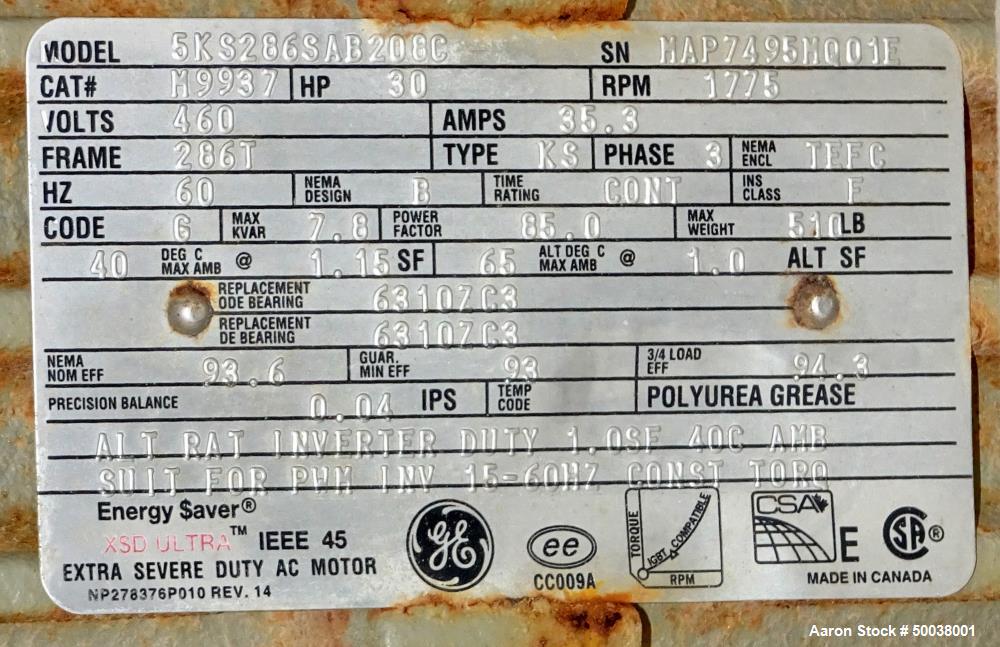 MODEL 5KS286SAB208C SN MAP7495MQ01E
CAT# M9937 HP 30 RPM 1775
VOLTS 460 AMPS 35.3
FRAME 286T TYPE KS PHASE 3 NEMA ENCL TEFC
HZ 60 NEMA DESIGN B TIME RATING CONT INS CLASS F
CODE G MAX KVAR 7.8 POWER FACTOR 85.0 MAX WEIGHT 510 LB
40 DEG C MAX AMB @ 1.15 SF 65 ALT DEG C MAX AMB @ 1.0 ALT SF
REPLACEMENT ODE BEARING 6310ZC3
REPLACEMENT DE BEARING 6310ZC3
NEMA NOM EFF 93.6 GUAR. MIN EFF 93 3/4 LOAD EFF 94.3
PRECISION BALANCE 0.04 IPS TEMP CODE POLYUREA GREASE
ALT RAT INVERTER DUTY 1.0SF 40C AMB
SUIT FOR PWM INV 15-60HZ CONST TORQ
Energy $aver®
XSD ULTRA™ IEEE 45
EXTRA SEVERE DUTY AC MOTOR
NP278376P010 REV. 14
GE
ee
CC009A
TORQUE
IGBT COMPATIBLE
RPM
CSA E
SA®
MADE IN CANADA
Aaron Stock # 50038001